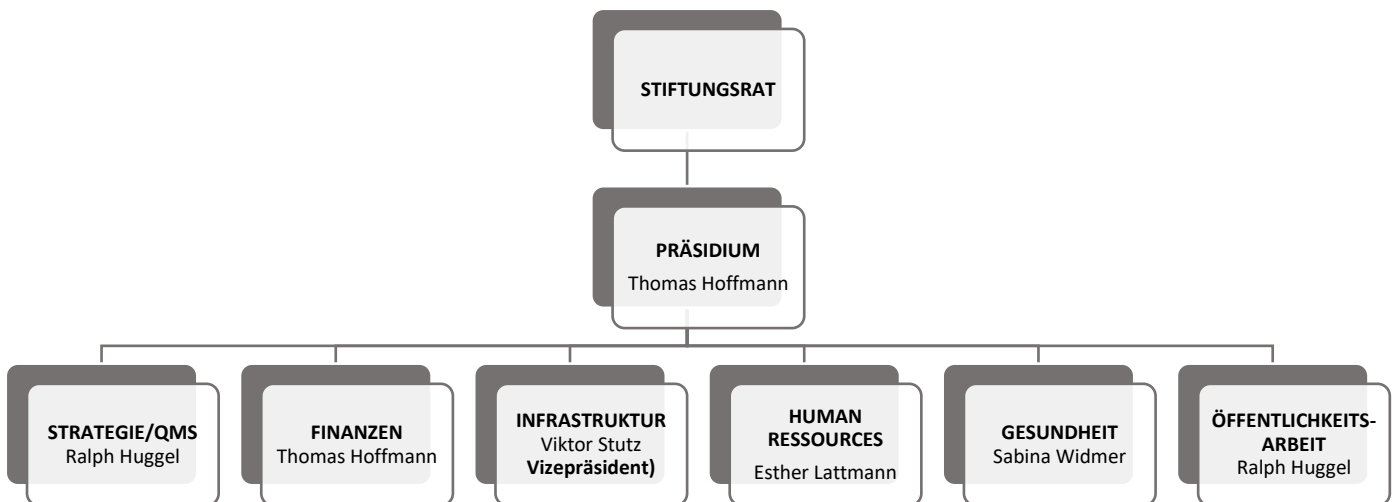 STIFTUNGSRAT
PRÄSIDIUM
Thomas Hoffmann
STRATEGIE/QMS
Ralph Huggel
FINANZEN
Thomas Hoffmann
INFRASTRUKTUR
Viktor Stutz
Vizepräsident)
HUMAN
RESSOURCES
Esther Lattmann
GESUNDHEIT
Sabina Widmer
ÖFFENTLICHKEITS-
ARBEIT
Ralph Huggel